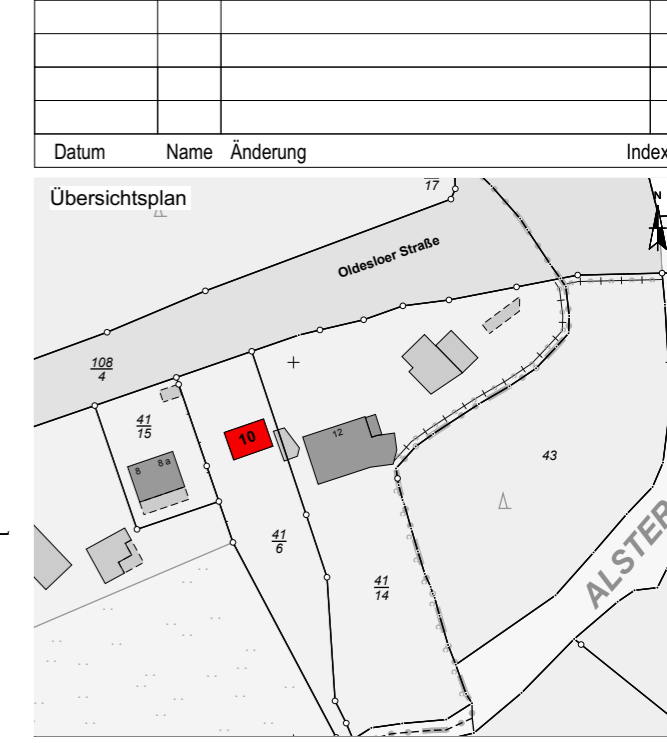 Datum Name Änderung Index
Übersichtsplan
17
N
Oldesloer Straße
108
4
41
15
10
12
8 8a
43
41
6
41
14
ALSTER